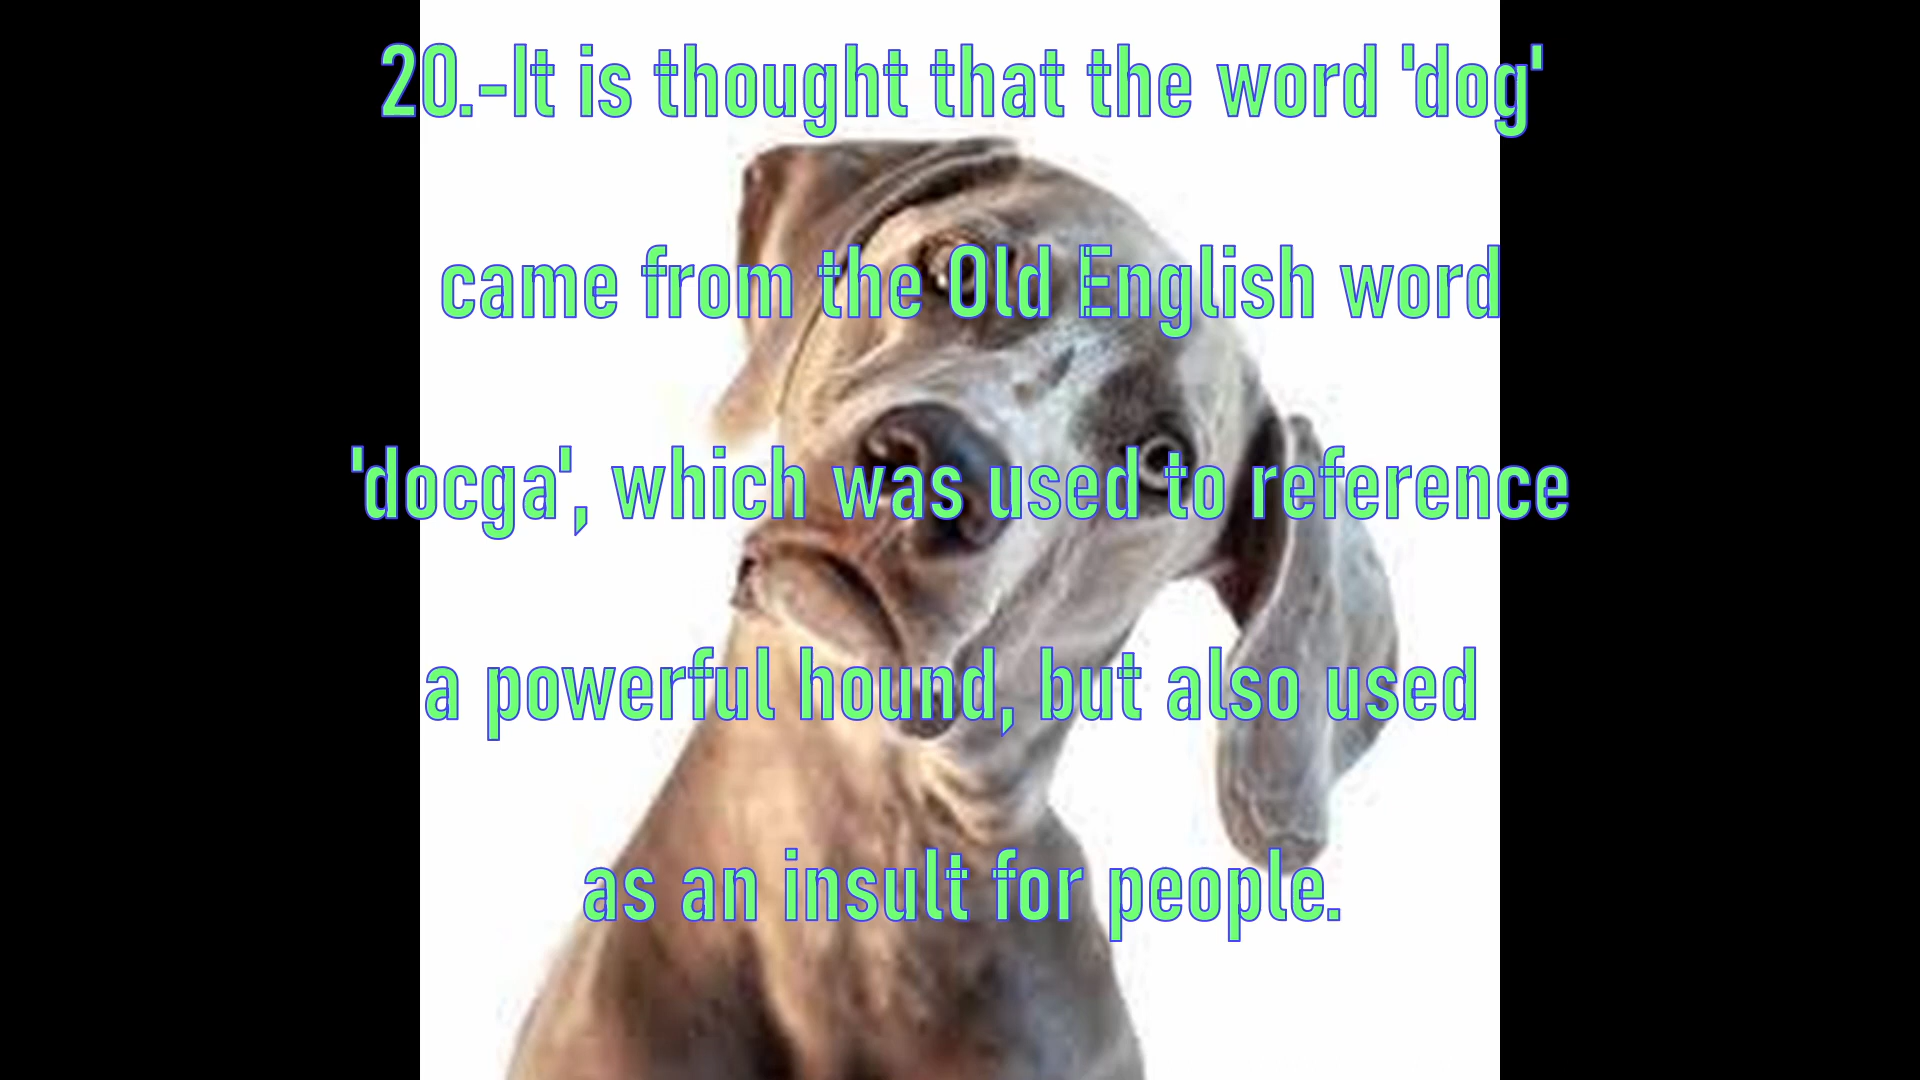 20.-It is thought that the word 'dog'
came from the Old English word
'docga', which was used to reference
a powerful hound, but also used
as an insult for people.